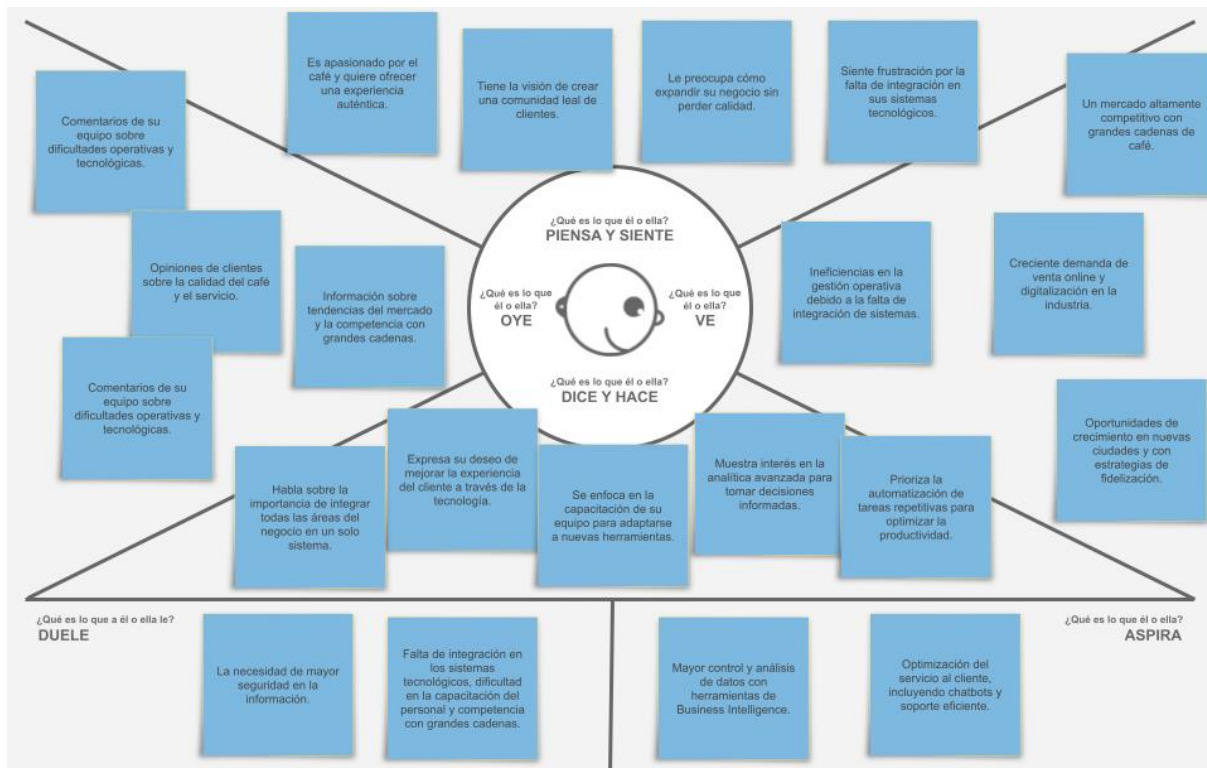 Es apasionado por el
café y quiere ofrecer
una experiencia
auténtica.
Tiene la visión de crear
una comunidad leal de
clientes.
Le preocupa cómo
expandir su negocio sin
perder calidad.
Siente frustración por la
falta de integración en
sus sistemas
tecnológicos.
Comentarios de su
equipo sobre
dificultades operativas y
tecnológicas.
Un mercado altamente
competitivo con
grandes cadenas de
café.
Opiniones de clientes
sobre la calidad del café
y el servicio.
Información sobre
tendencias del mercado
y la competencia con
grandes cadenas.
Comentarios de su
equipo sobre
dificultades operativas y
tecnológicas.
¿Qué es lo que él o ella?
PIENSA Y SIENTE
¿Qué es lo que
él o ella?
OYE
¿Qué es lo que
él o ella?
VE
¿Qué es lo que él o ella?
DICE Y HACE
Ineficiencias en la
gestión operativa
debido a la falta de
integración de sistemas.
Creciente demanda de
venta online y
digitalización en la
industria.
Oportunidades de
crecimiento en nuevas
ciudades y con
estrategias de
fidelización.
Habla sobre la
importancia de integrar
todas las áreas del
negocio en un solo
sistema.
Expresa su deseo de
mejorar la experiencia
del cliente a través de la
tecnología.
Se enfoca en la
capacitación de su
equipo para adaptarse
a nuevas herramientas.
Muestra interés en la
analítica avanzada para
tomar decisiones
informadas.
Prioriza la
automatización de
tareas repetitivas para
optimizar la
productividad.
¿Qué es lo que a él o ella le?
DUELE
La necesidad de mayor
seguridad en la
información.
Falta de integración en
los sistemas
tecnológicos, dificultad
en la capacitación del
personal y competencia
con grandes cadenas.
Mayor control y análisis
de datos con
herramientas de
Business Intelligence.
Optimización del
servicio al cliente,
incluyendo chatbots y
soporte eficiente.
¿Qué es lo que él o ella?
ASPIRA